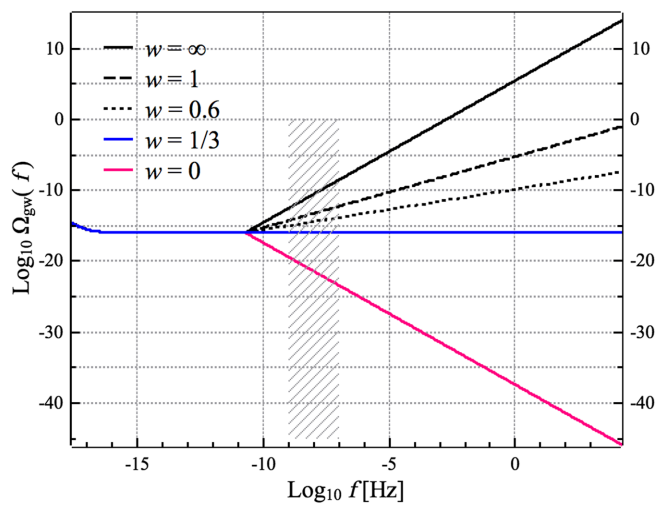 10
0
-10
-20
-30
-40
10
0
-10
-20
-30
-40
w = ∞
w = 1
w = 0.6
w = 1/3
w = 0
Log₁₀ Ω_gw( f )
-15
-10
-5
0
Log₁₀ f [Hz]